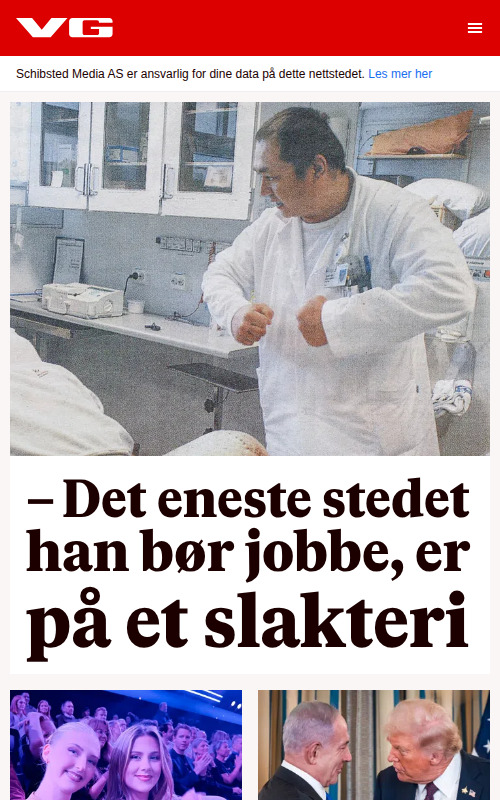 VG
Schibsted Media AS er ansvarlig for dine data på dette nettstedet. Les mer her
– Det eneste stedet
han bør jobbe, er
på et slakteri